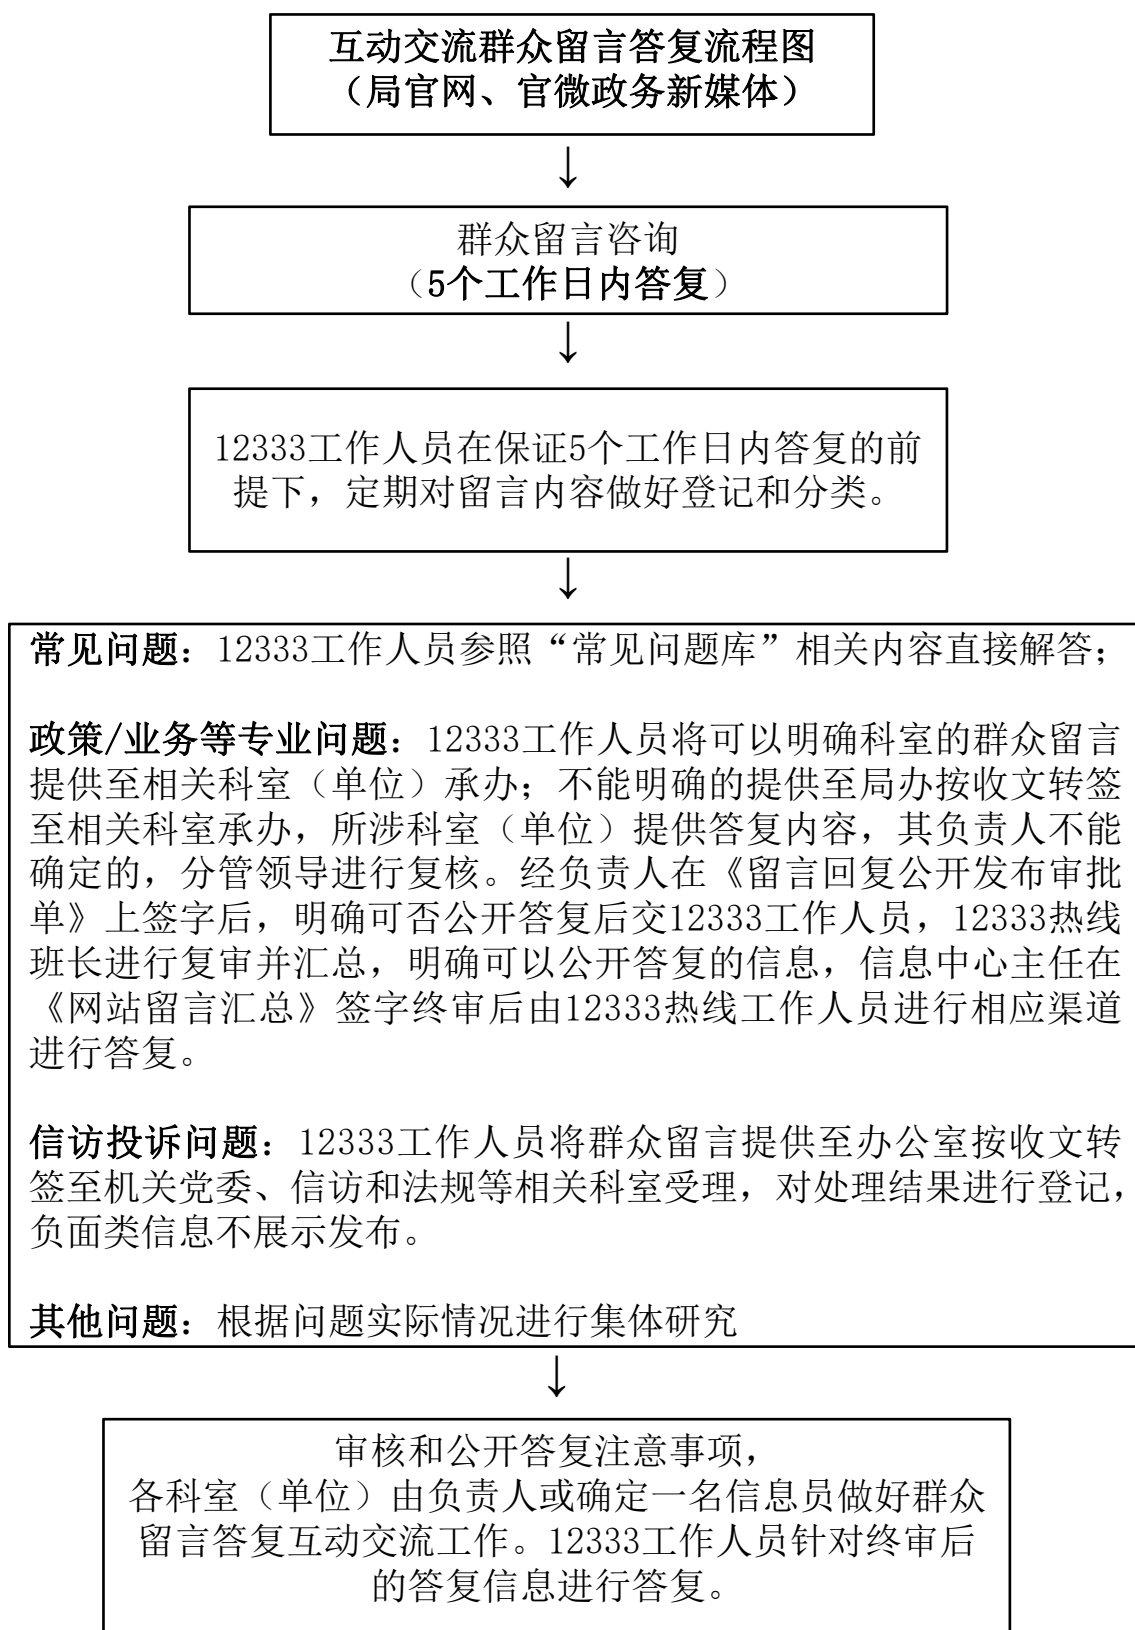 互动交流群众留言答复流程图
（局官网、官微政务新媒体）
↓
群众留言咨询
（5个工作日内答复）
↓
12333工作人员在保证5个工作日内答复的前
提下，定期对留言内容做好登记和分类。
↓
常见问题：12333工作人员参照“常见问题库”相关内容直接解答；
政策/业务等专业问题：12333工作人员将可以明确科室的群众留言
提供至相关科室（单位）承办；不能明确的提供至局办按收文转签
至相关科室承办，所涉科室（单位）提供答复内容，其负责人不能
确定的，分管领导进行复核。经负责人在《留言回复公开发布审批
单》上签字后，明确可否公开答复后交12333工作人员，12333热线
班长进行复审并汇总，明确可以公开答复的信息，信息中心主任在
《网站留言汇总》签字终审后由12333热线工作人员进行相应渠道
进行答复。
信访投诉问题：12333工作人员将群众留言提供至办公室按收文转
签至机关党委、信访和法规等相关科室受理，对处理结果进行登记，
负面类信息不展示发布。
其他问题：根据问题实际情况进行集体研究
↓
审核和公开答复注意事项，
各科室（单位）由负责人或确定一名信息员做好群众
留言答复互动交流工作。12333工作人员针对终审后
的答复信息进行答复。